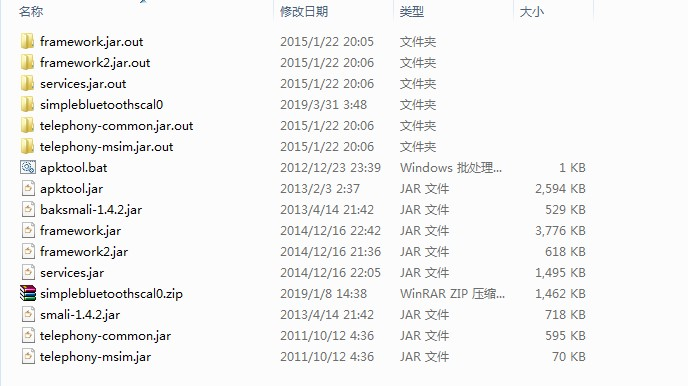 名称 修改日期 类型 大小
framework.jar.out 2015/1/22 20:05 文件夹
framework2.jar.out 2015/1/22 20:06 文件夹
services.jar.out 2015/1/22 20:06 文件夹
simplebluetoothscal0 2019/3/31 3:48 文件夹
telephony-common.jar.out 2015/1/22 20:06 文件夹
telephony-msim.jar.out 2015/1/22 20:06 文件夹
apktool.bat 2012/12/23 23:39 Windows 批处理... 1 KB
apktool.jar 2013/2/3 2:37 JAR 文件 2,594 KB
baksmali-1.4.2.jar 2013/4/14 21:42 JAR 文件 529 KB
framework.jar 2014/12/16 22:42 JAR 文件 3,776 KB
framework2.jar 2014/12/16 21:36 JAR 文件 618 KB
services.jar 2014/12/16 22:05 JAR 文件 1,495 KB
simplebluetoothscal0.zip 2019/1/8 14:38 WinRAR ZIP 压缩... 1,462 KB
smali-1.4.2.jar 2013/4/14 21:42 JAR 文件 718 KB
telephony-common.jar 2011/10/12 4:36 JAR 文件 595 KB
telephony-msim.jar 2011/10/12 4:36 JAR 文件 70 KB